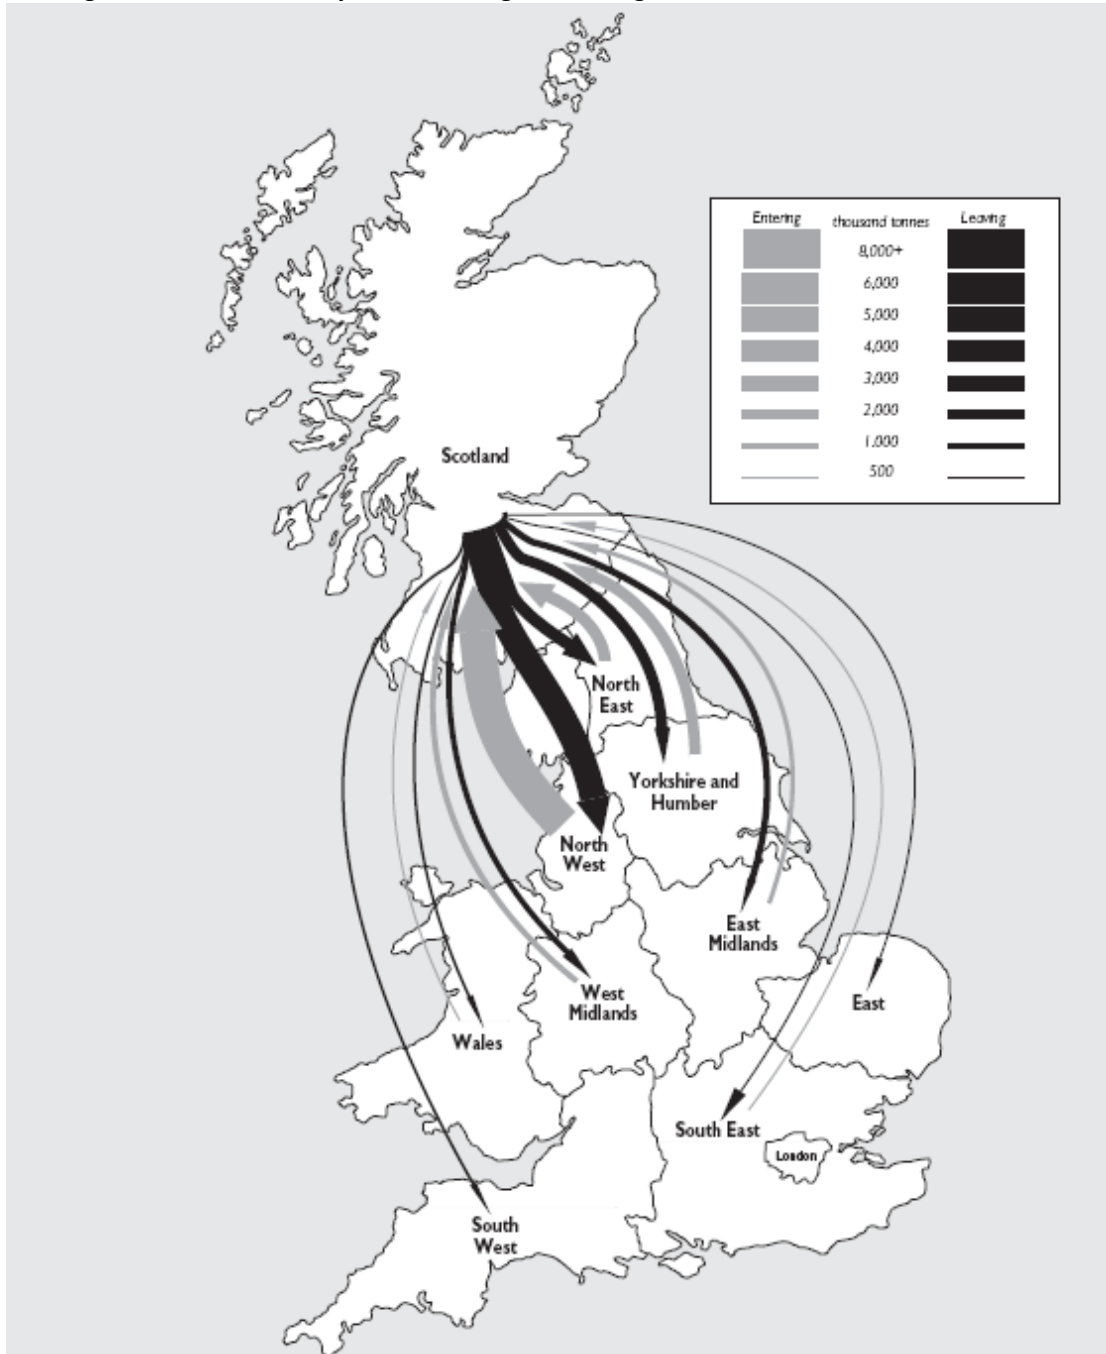 Entering thousand tonnes Leaving
8,000+
6,000
5,000
4,000
3,000
2,000
1,000
500
Scotland
North
East
Yorkshire and
Humber
North
West
East
Midlands
West
Midlands
East
Wales
South East
London
South
West